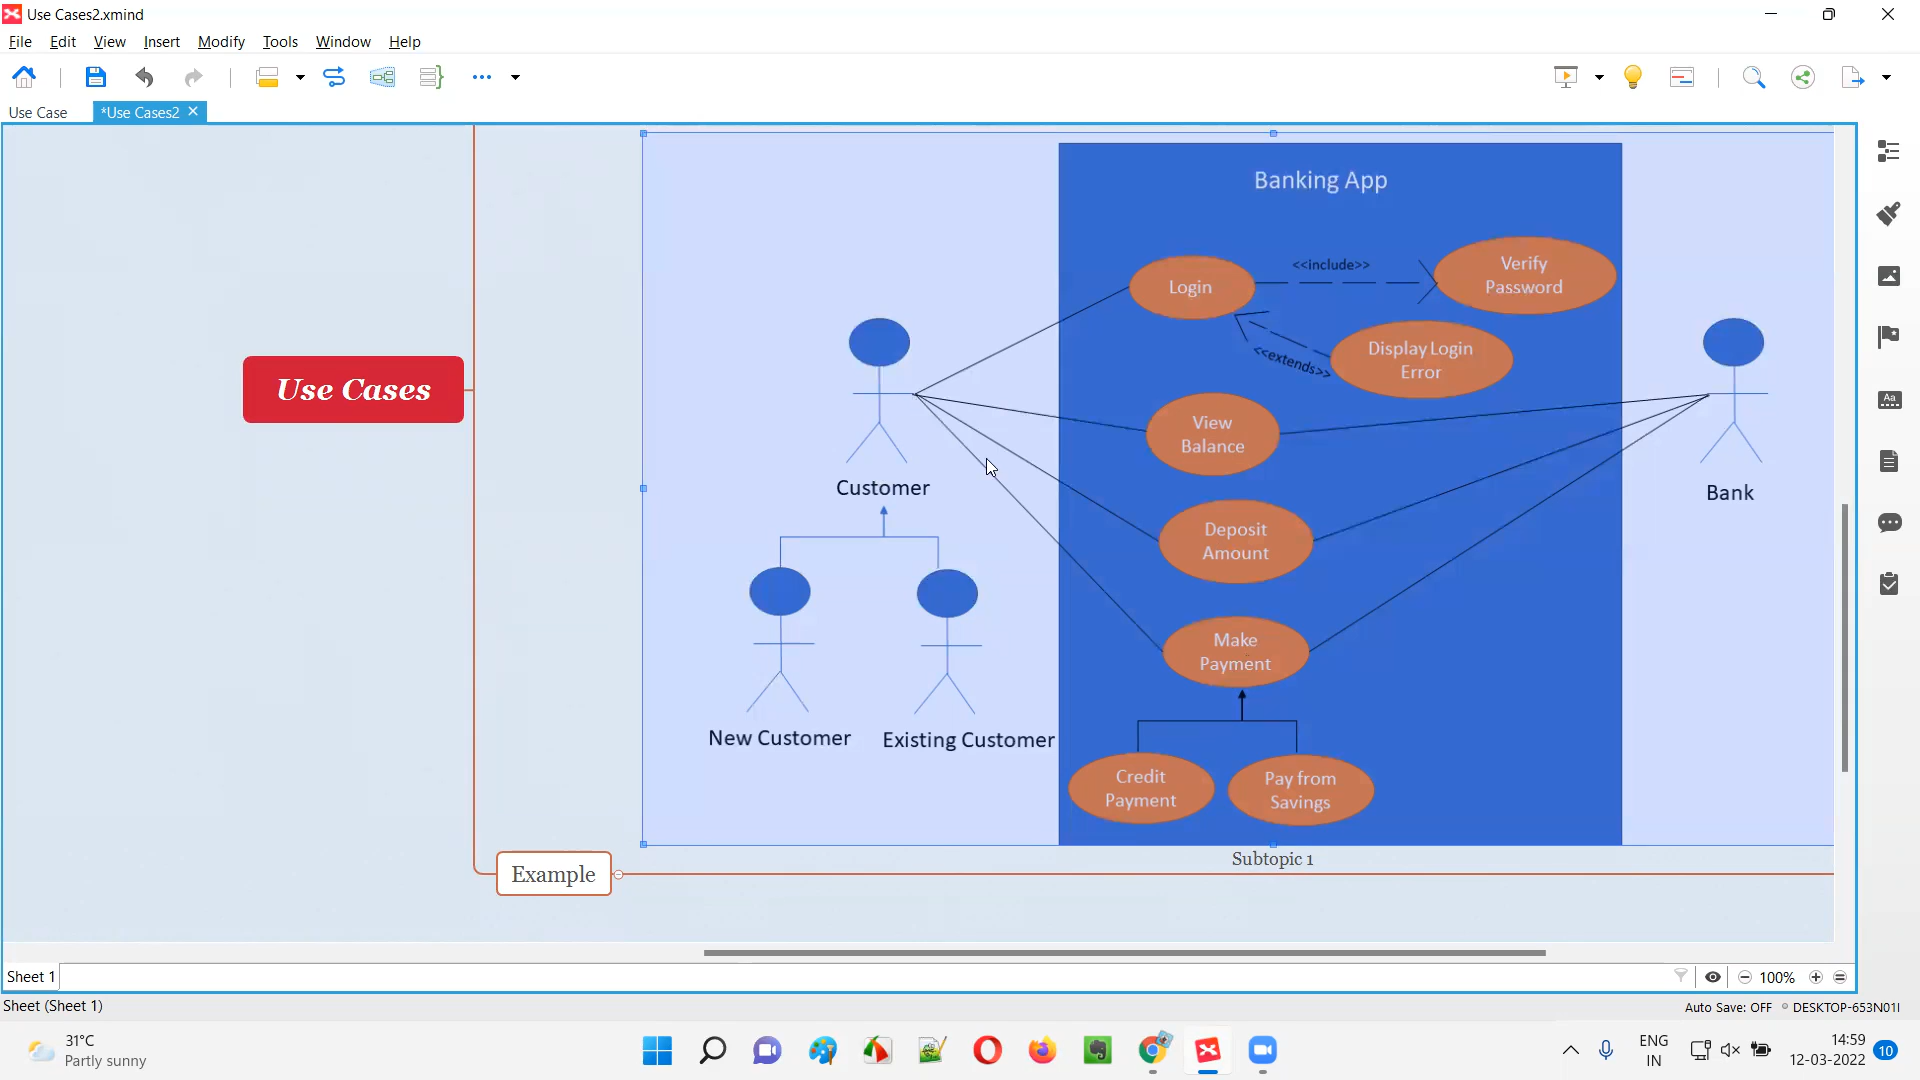 Use Cases2.xmind
File Edit View Insert Modify Tools Window Help
Use Case *Use Cases2
Banking App
Login
<<include>>
Verify
Password
<<extends>>
Display Login
Error
Use Cases
View
Balance
Customer
Bank
Deposit
Amount
Make
Payment
New Customer
Existing Customer
Credit
Payment
Pay from
Savings
Subtopic 1
Example
Aa
Sheet 1
100%
Sheet (Sheet 1)
Auto Save: OFF
DESKTOP-653N01I
31°C
Partly sunny
ENG
IN
14:59
12-03-2022
10